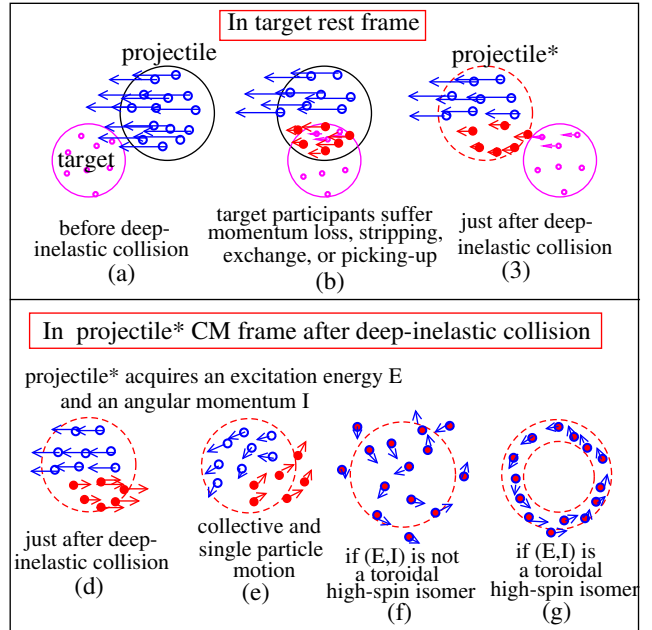 In target rest frame
projectile
projectile*
target
before deep-
inelastic collision
(a)
target participants suffer
momentum loss, stripping,
exchange, or picking-up
(b)
just after deep-
inelastic collision
(3)
In projectile* CM frame after deep-inelastic collision
projectile* acquires an excitation energy E
and an angular momentum I
just after deep-
inelastic collision
(d)
collective and
single particle
motion
(e)
if (E,I) is not
a toroidal
high-spin isomer
(f)
if (E,I) is
a toroidal
high-spin isomer
(g)